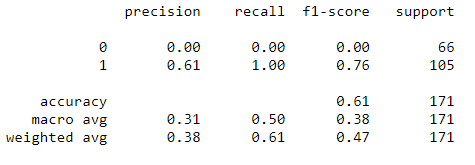 precision recall f1-score support
0 0.00 0.00 0.00 66
1 0.61 1.00 0.76 105
accuracy 0.61 171
macro avg 0.31 0.50 0.38 171
weighted avg 0.38 0.61 0.47 171